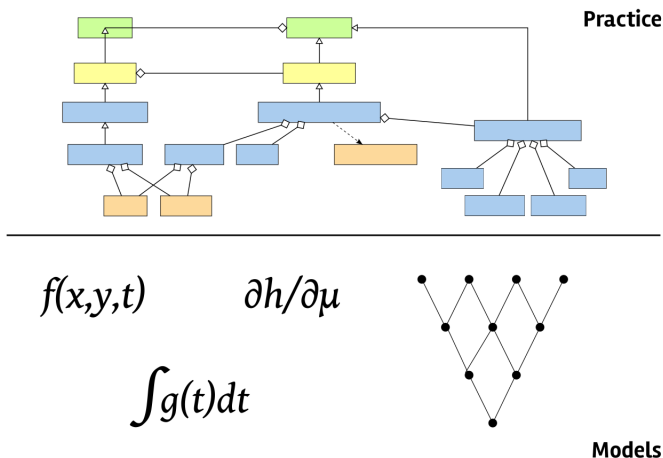 Practice
f(x,y,t)
∂h/∂μ
∫g(t)dt
Models